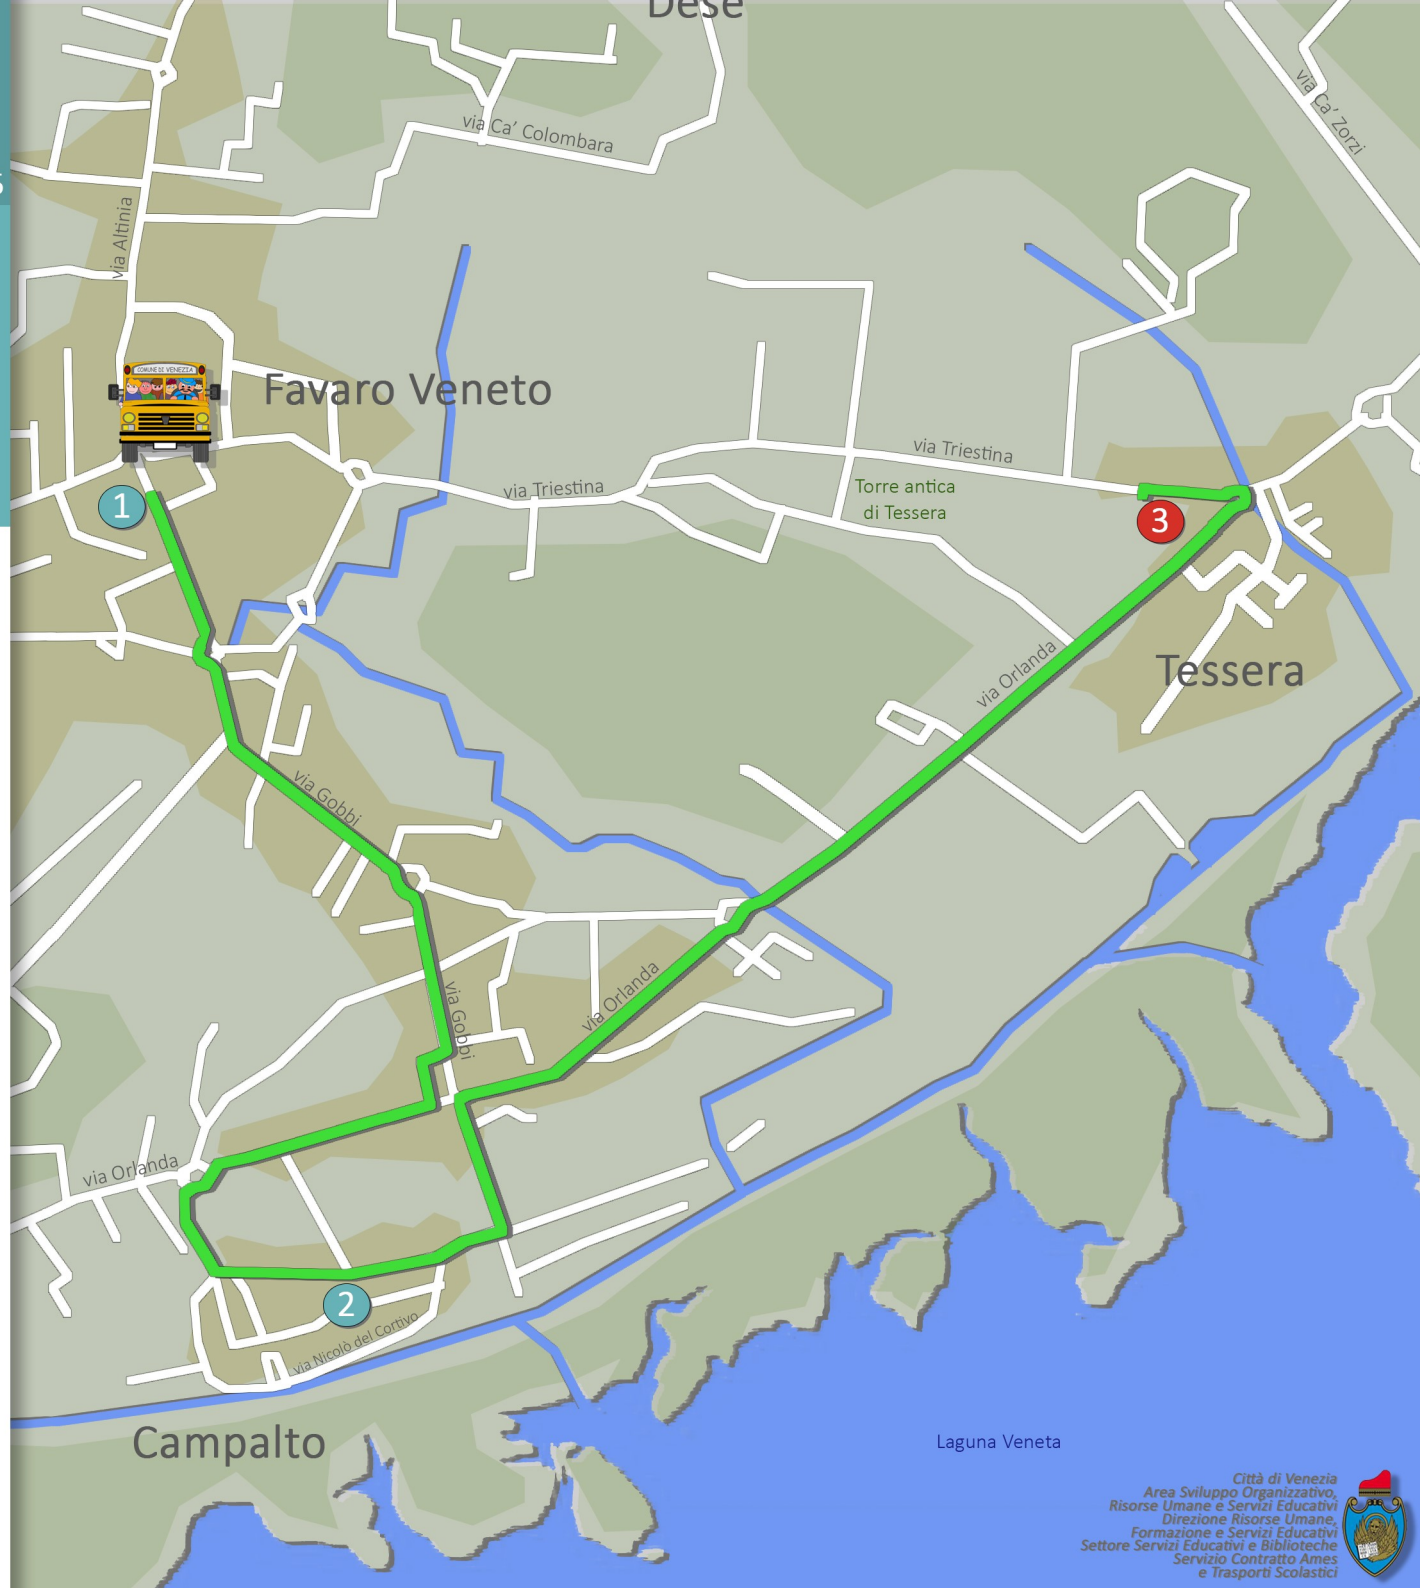 Dese
via Ca' Zorzi
via Ca' Colombara
via Altinia
COMUNE DI VENEZIA
Favaro Veneto
via Triestina
via Triestina
Torre antica
di Tessera
1
3
via Orlanda
Tessera
via Gobbi
via Orlanda
via Gobbi
via Orlanda
2
via Nicolò del Cortivo
Campalto
Laguna Veneta
Città di Venezia
Area Sviluppo Organizzativo,
Risorse Umane e Servizi Educativi
Direzione Risorse Umane,
Formazione e Servizi Educativi
Settore Servizi Educativi e Biblioteche
Servizio Contratto Ames
e Trasporti Scolastici